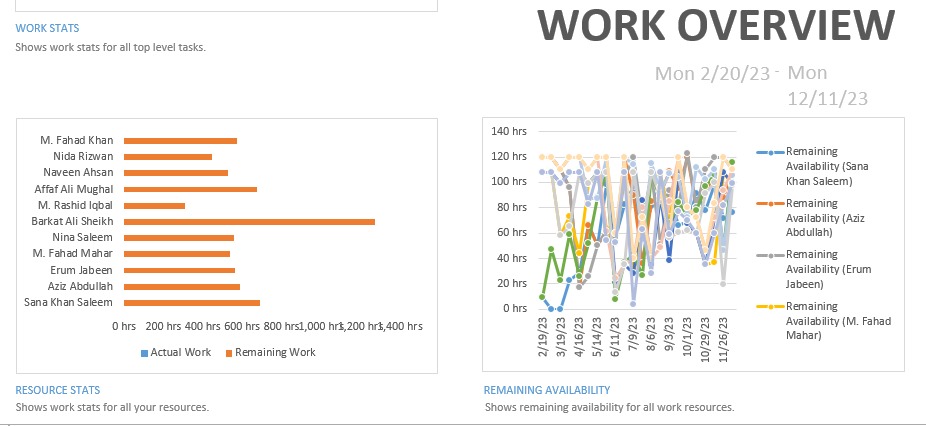 WORK OVERVIEW
Mon 2/20/23 - Mon
12/11/23
WORK STATS
Shows work stats for all top level tasks.
M. Fahad Khan
Nida Rizwan
Naveen Ahsan
Affaf Ali Mughal
M. Rashid Iqbal
Barkat Ali Sheikh
Nina Saleem
M. Fahad Mahar
Erum Jabeen
Aziz Abdullah
Sana Khan Saleem
0 hrs 200 hrs 400 hrs 600 hrs 800 hrs 1,000 hrs 1,200 hrs 1,400 hrs
Actual Work Remaining Work
RESOURCE STATS
Shows work stats for all your resources.
140 hrs
120 hrs
100 hrs
80 hrs
60 hrs
40 hrs
20 hrs
0 hrs
2/19/23 3/19/23 4/16/23 5/14/23 6/11/23 7/9/23 8/6/23 9/3/23 10/1/23 10/29/23 11/26/23
Remaining
Availability (Sana
Khan Saleem)
Remaining
Availability (Aziz
Abdullah)
Remaining
Availability (Erum
Jabeen)
Remaining
Availability (M. Fahad
Mahar)
REMAINING AVAILABILITY
Shows remaining availability for all work resources.